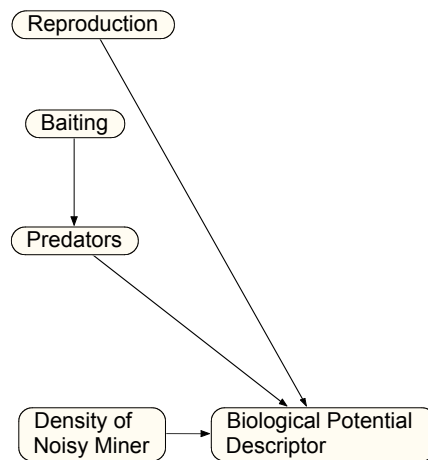 Reproduction
Baiting
Predators
Density of
Noisy Miner
Biological Potential
Descriptor